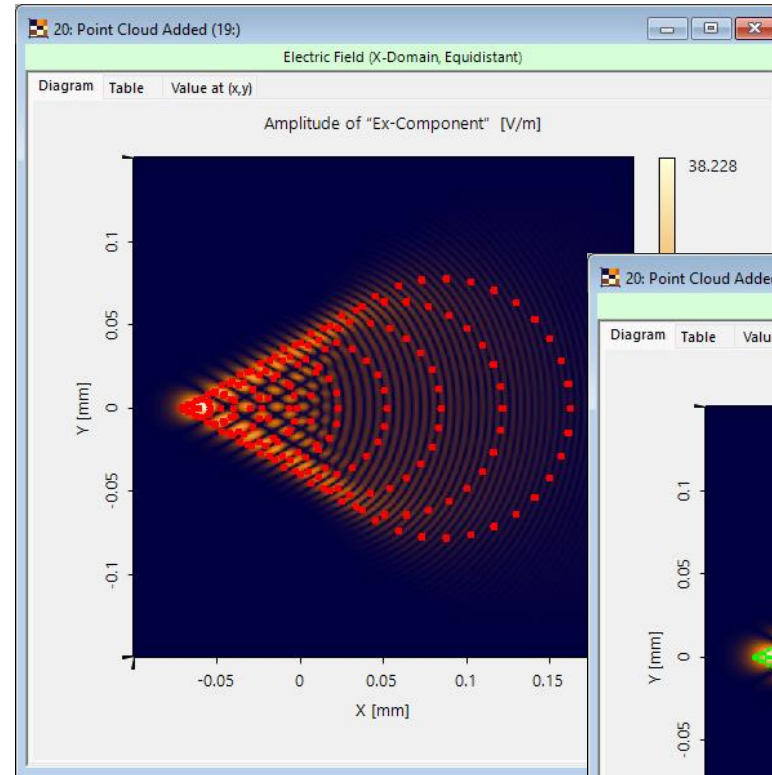 20: Point Cloud Added (19:)
Electric Field (X-Domain, Equidistant)
Diagram Table Value at (x,y)
Amplitude of "Ex-Component" [V/m]
38.228
0.1
0.05
0
-0.05
-0.1
Y [mm]
-0.05 0 0.05 0.1 0.15
X [mm]
20: Point Cloud Added
Diagram Table
0.1
0.05
0
-0.05
Y [mm]